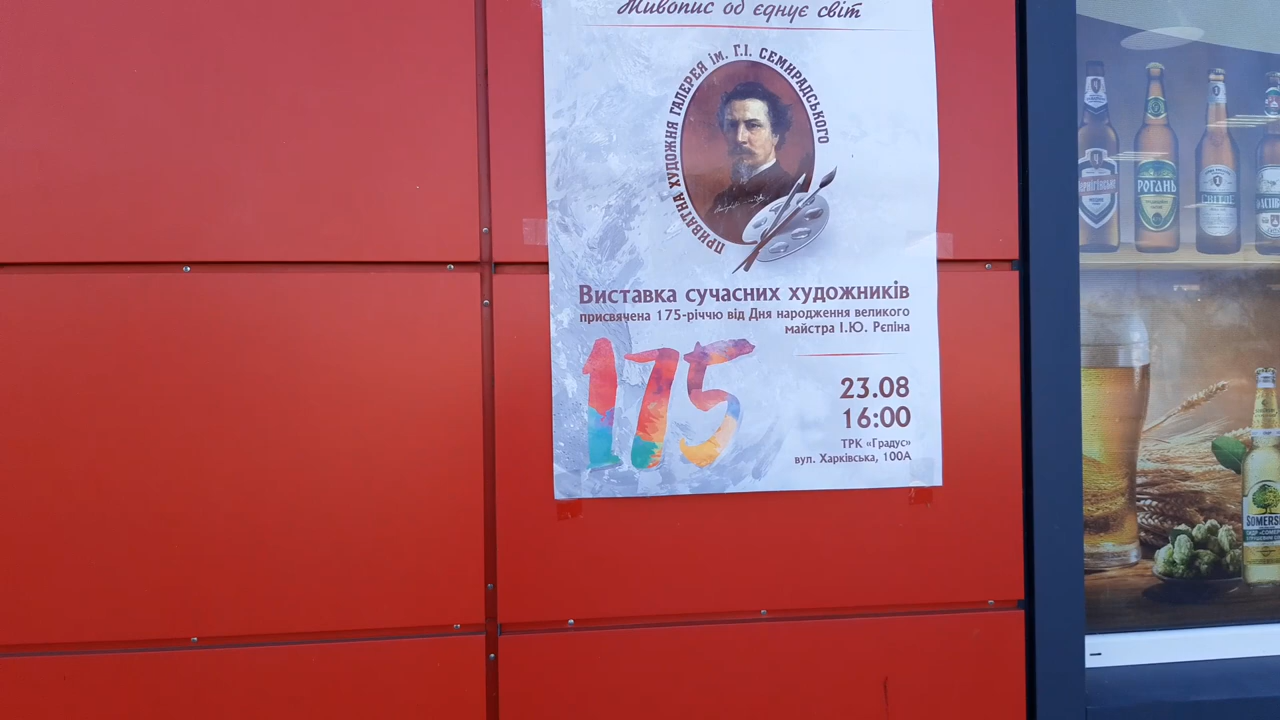 Живопис об'єднує світ
ПРИВАТНА ХУДОЖНЯ ГАЛЕРЕЯ ім. Г.І. СЕМИРАДСЬКОГО
Виставка сучасних художників
присвячена 175-річчю від Дня народження великого
майстра І.Ю. Рєпіна
175
23.08
16:00
ТРК «Градус»
вул. Харківська, 100А
РОГАНЬ